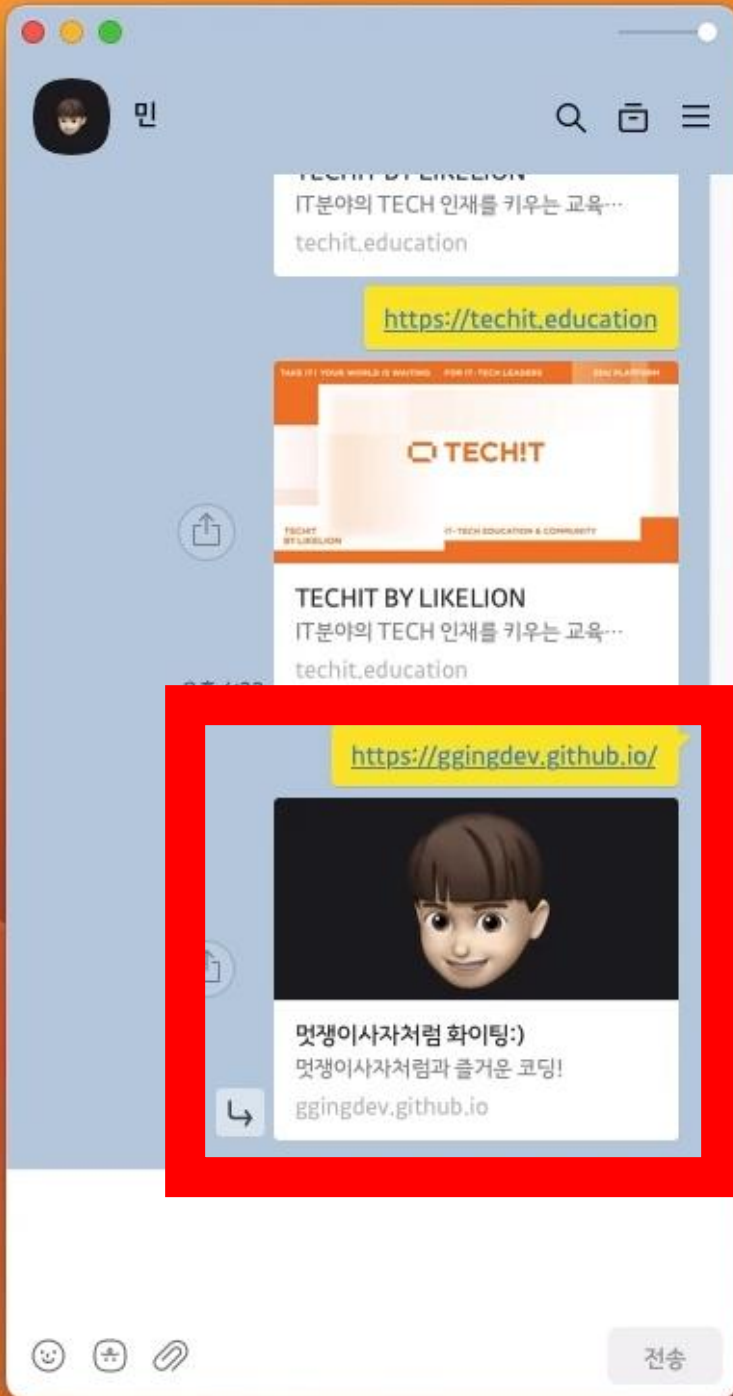 민
TECHIT BY LIKELION
IT분야의 TECH 인재를 키우는 교육…
techit.education
https://techit.education
TAKE IT! YOUR WORLD IS WAITING FOR IT-TECH LEADERS EDU PLATFORM
TECH!T
TECHIT
BY LIKELION
IT-TECH EDUCATION & COMMUNITY
TECHIT BY LIKELION
IT분야의 TECH 인재를 키우는 교육…
techit.education
https://ggingdev.github.io/
멋쟁이사자처럼 화이팅:)
멋쟁이사자처럼과 즐거운 코딩!
ggingdev.github.io
전송